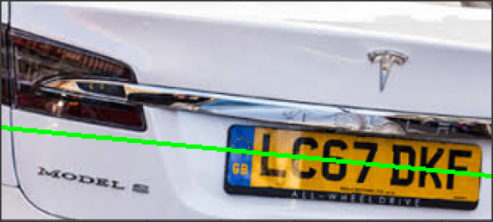 LC67 DKF
GB
MODEL S
ALL-WHEEL DRIVE